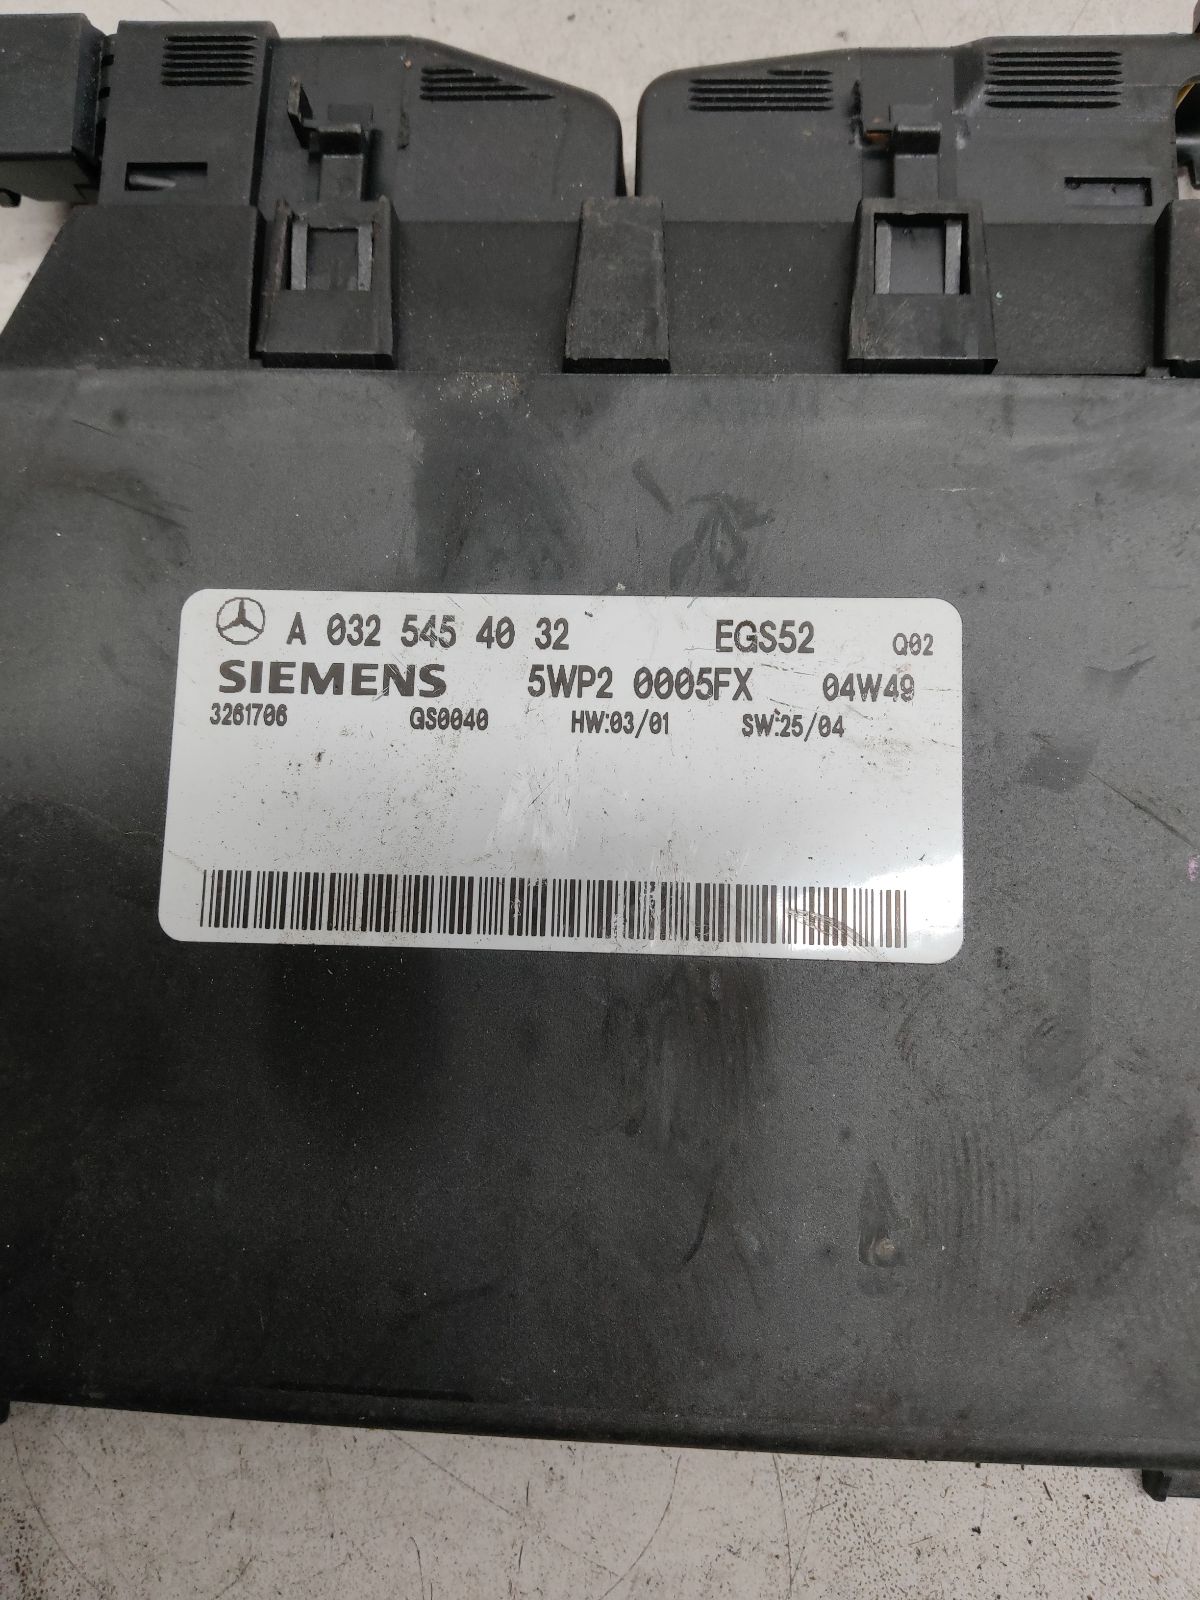 A 032 545 40 32 EGS52 Q02
SIEMENS 5WP2 0005FX 04W49
3261706 GS0040 HW:03/01 SW:25/04